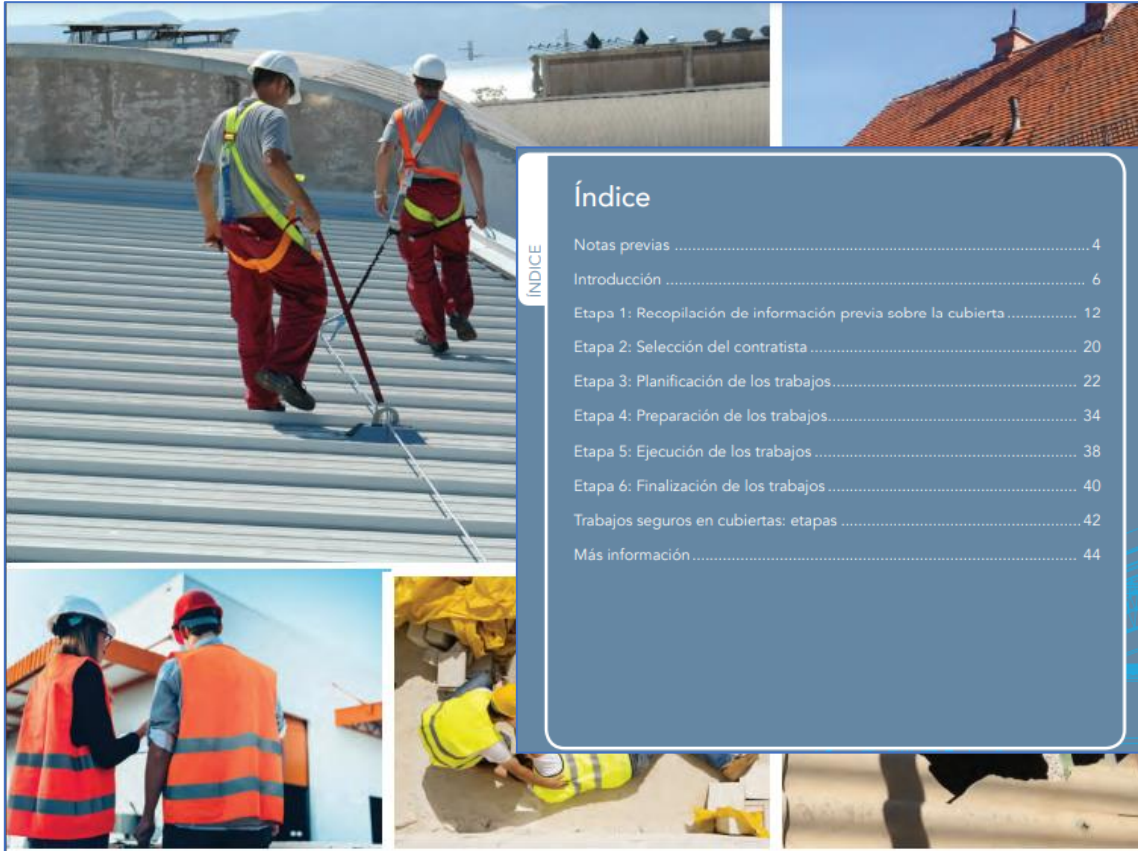 Índice
ÍNDICE
Notas previas ........ 4
Introducción ........ 6
Etapa 1: Recopilación de información previa sobre la cubierta ........ 12
Etapa 2: Selección del contratista ........ 20
Etapa 3: Planificación de los trabajos ........ 22
Etapa 4: Preparación de los trabajos ........ 34
Etapa 5: Ejecución de los trabajos ........ 38
Etapa 6: Finalización de los trabajos ........ 40
Trabajos seguros en cubiertas: etapas ........ 42
Más información ........ 44